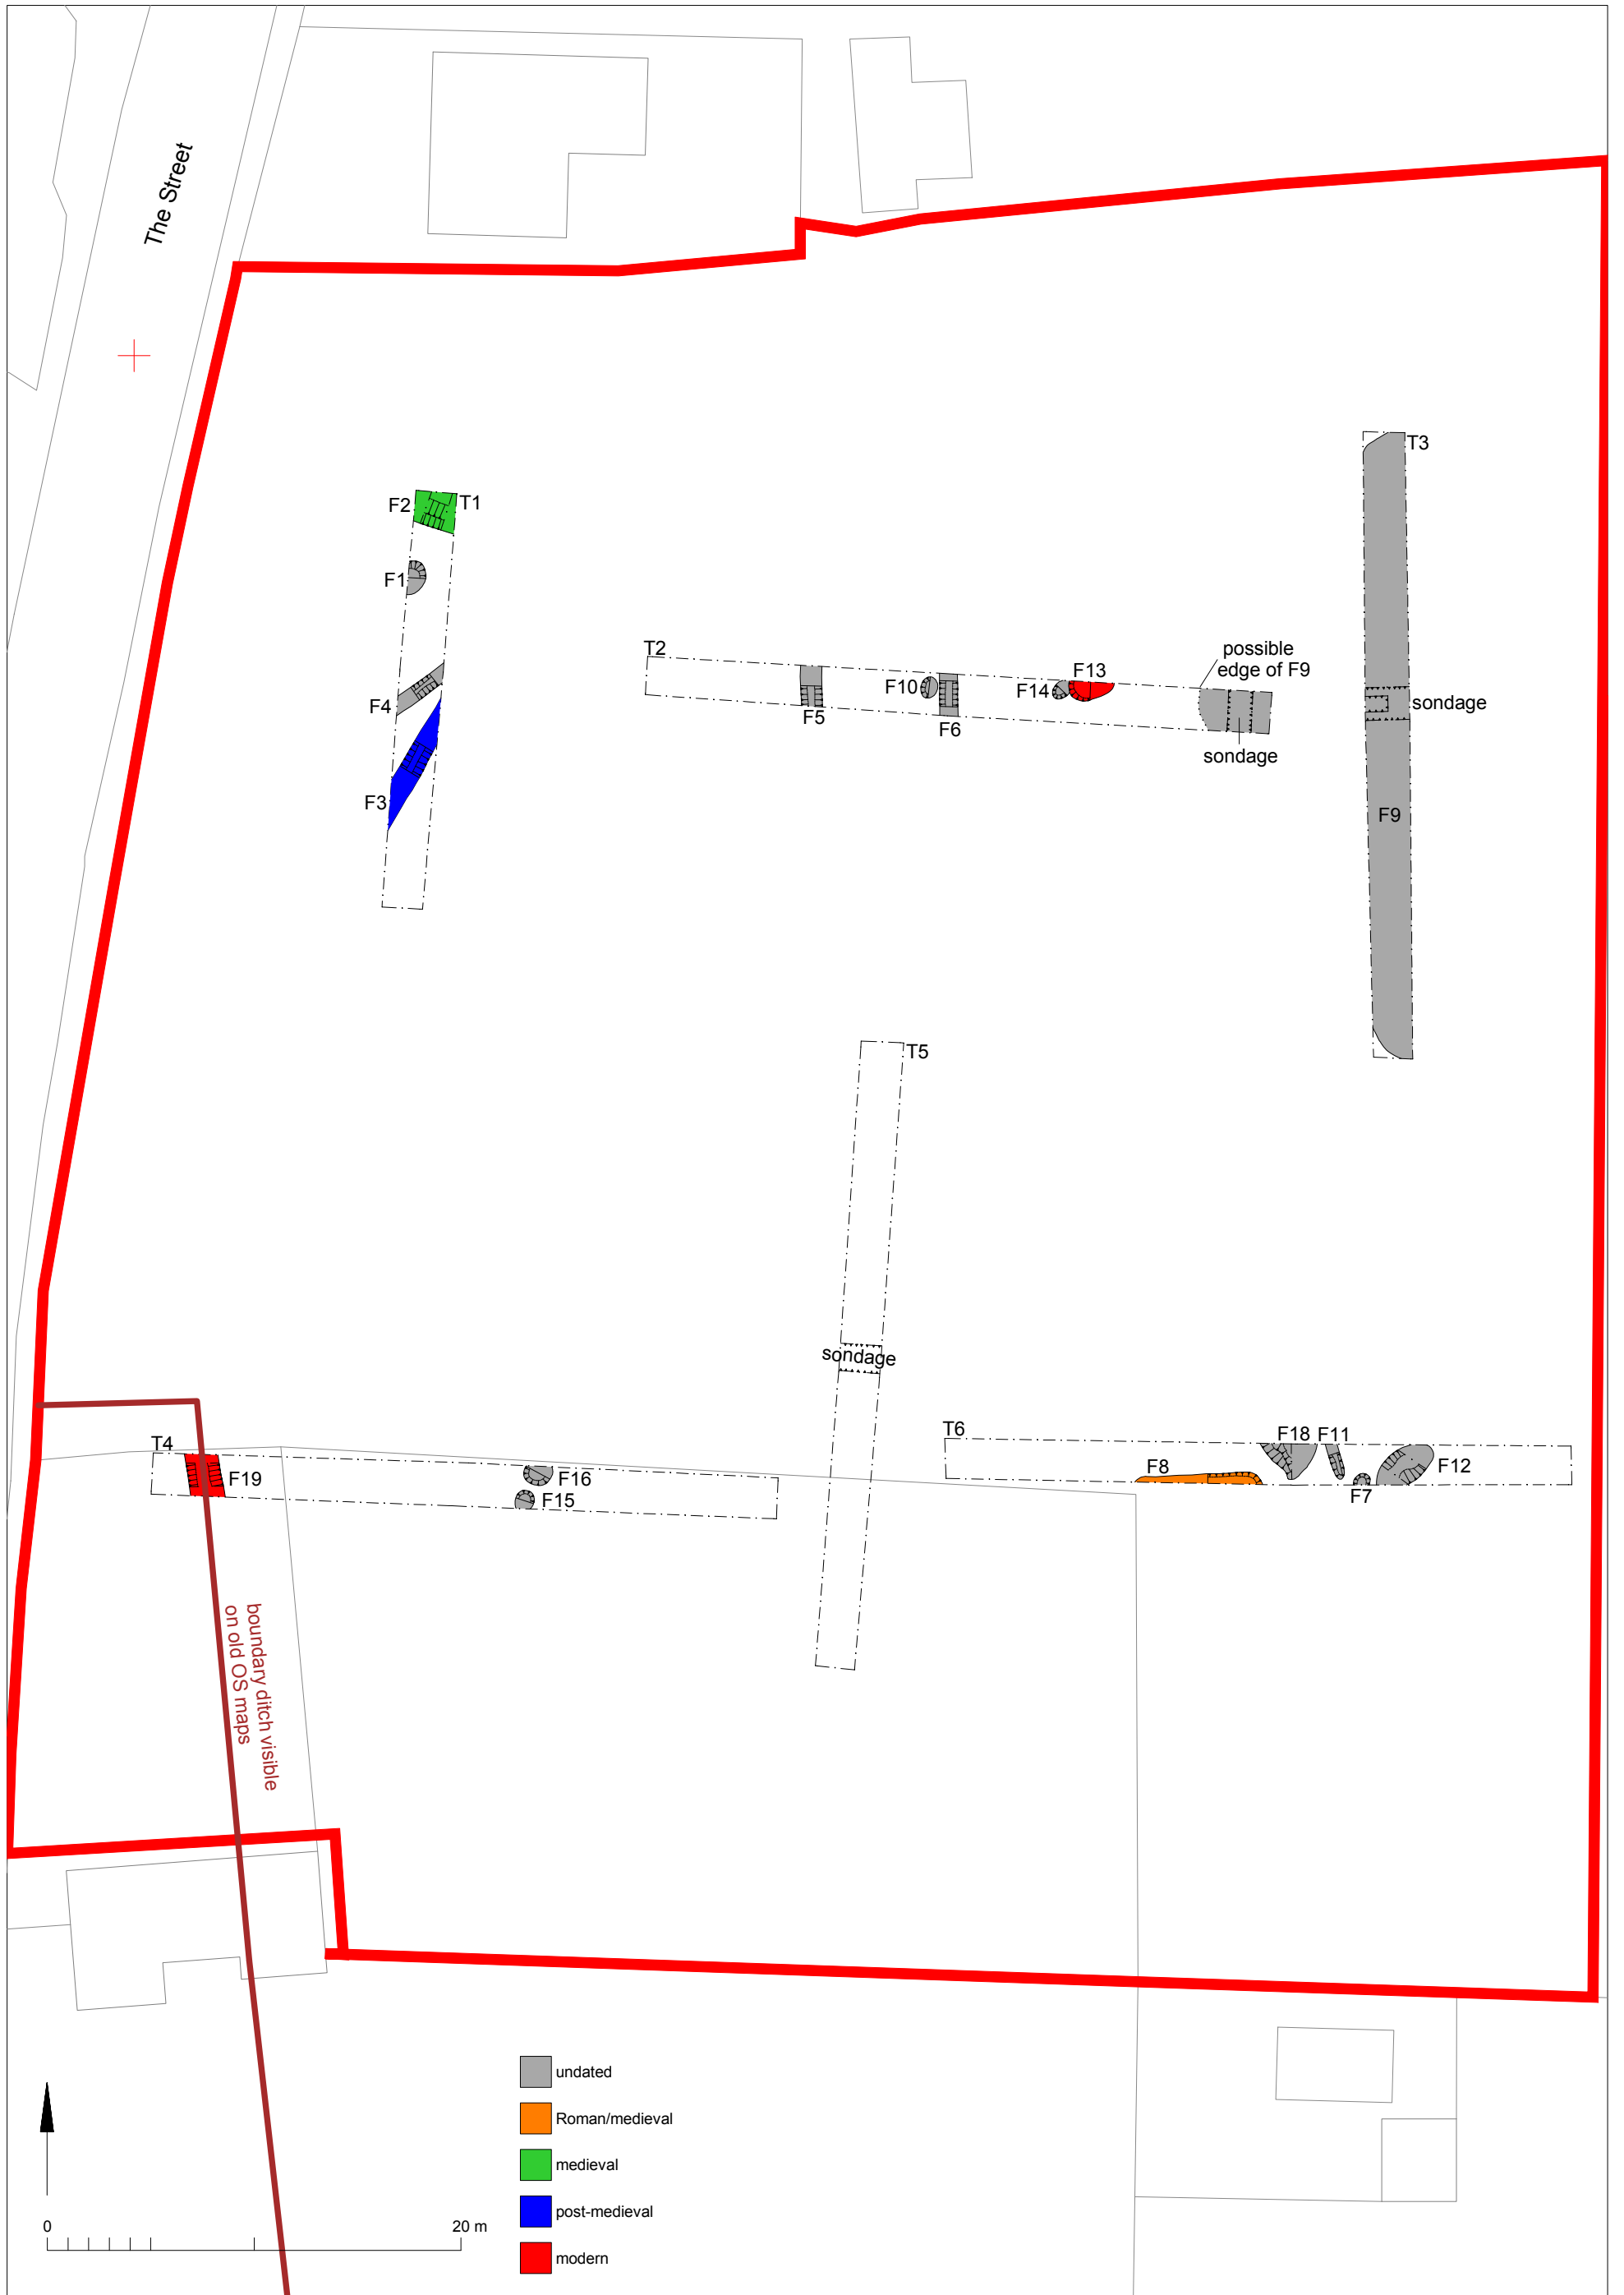 The Street
T3
F2
T1
F1
T2
possible
edge of F9
F13
F10
F14
F4
sondage
F5
F6
sondage
F3
F9
T5
sondage
T6
F18
F11
T4
F8
F12
F19
F16
F7
F15
boundary ditch visible
on old OS maps
undated
Roman/medieval
medieval
post-medieval
0
20 m
modern